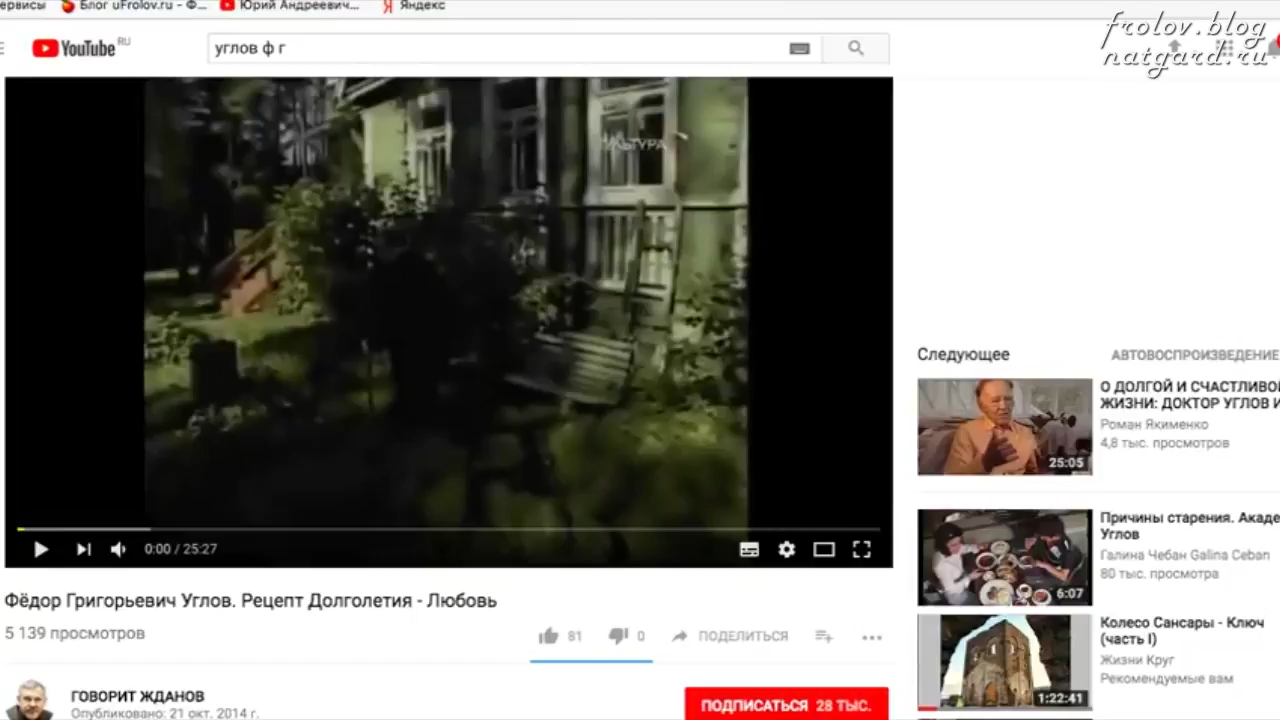 ервисы Блог uFrolov.ru - Ф... Юрий Андреевич... Яндекс
frolov.blog
natgard.ru
YouTube RU
углов ф г
0:00 / 25:27
Фёдор Григорьевич Углов. Рецепт Долголетия - Любовь
5 139 просмотров
81 0 ПОДЕЛИТЬСЯ
ГОВОРИТ ЖДАНОВ
Опубликовано: 21 окт. 2014 г.
ПОДПИСАТЬСЯ 28 ТЫС.
Следующее АВТОВОСПРОИЗВЕДЕНИЕ
25:05
О ДОЛГОЙ И СЧАСТЛИВОЙ
ЖИЗНИ: ДОКТОР УГЛОВ И
Роман Якименко
4,8 тыс. просмотров
6:07
Причины старения. Акаде
Углов
Галина Чебан Galina Ceban
80 тыс. просмотра
1:22:41
Колесо Сансары - Ключ
(часть I)
Жизни Круг
Рекомендуемые вам